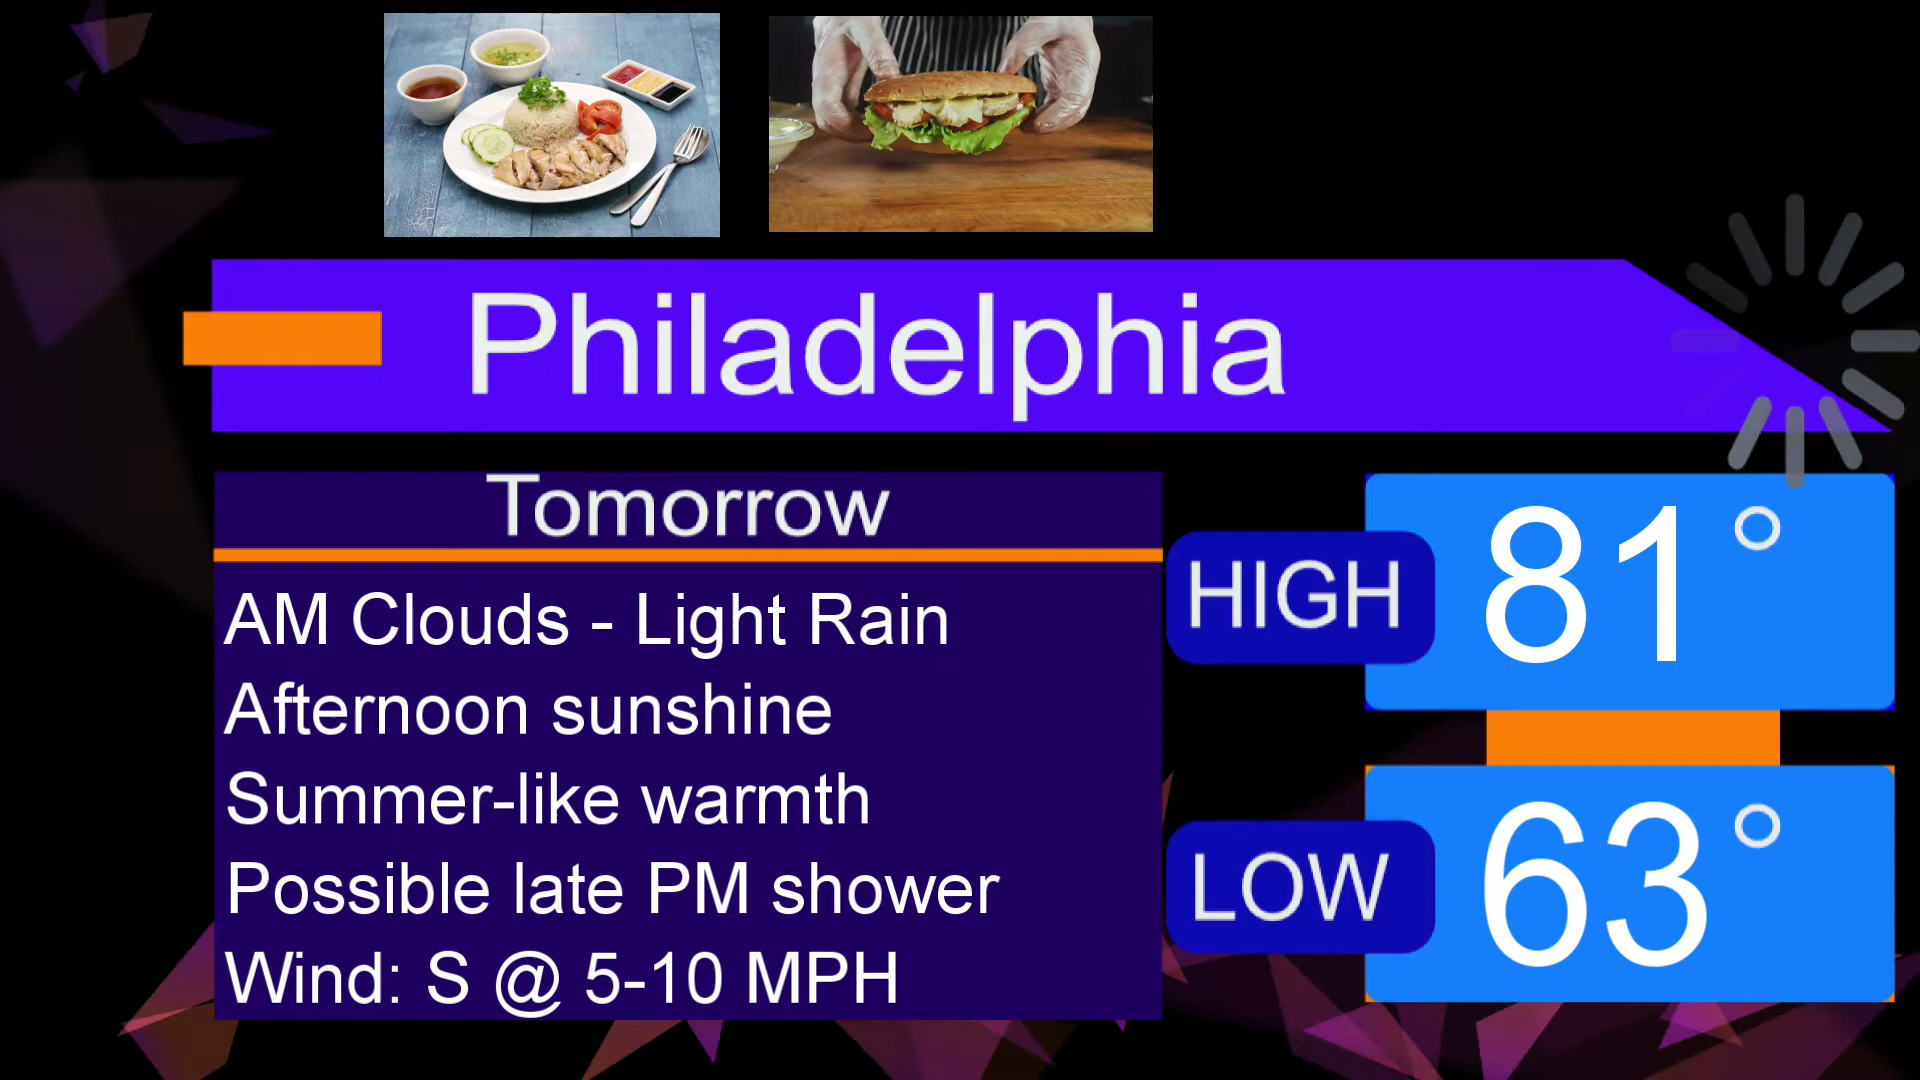 Philadelphia
Tomorrow
AM Clouds - Light Rain
Afternoon sunshine
Summer-like warmth
Possible late PM shower
Wind: S @ 5-10 MPH
HIGH
81°
LOW
63°